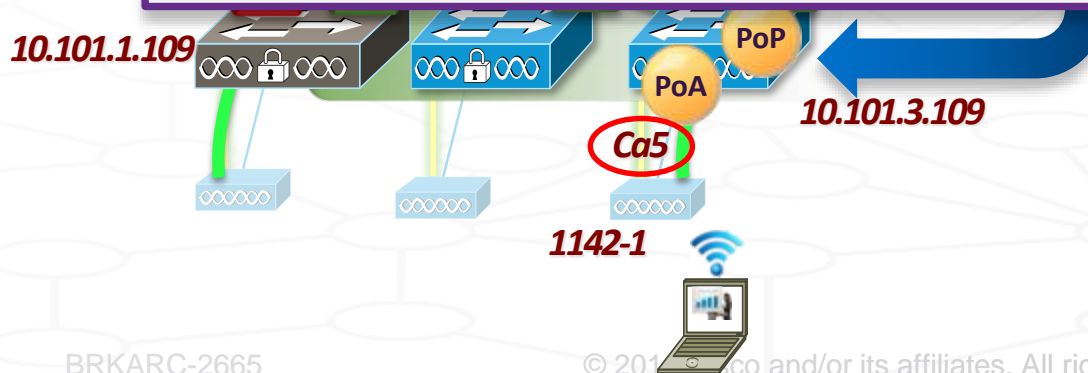 10.101.1.109
PoP
PoA
10.101.3.109
Ca5
1142-1
BRKARC-2665
© 201 co and/or its affiliates. All